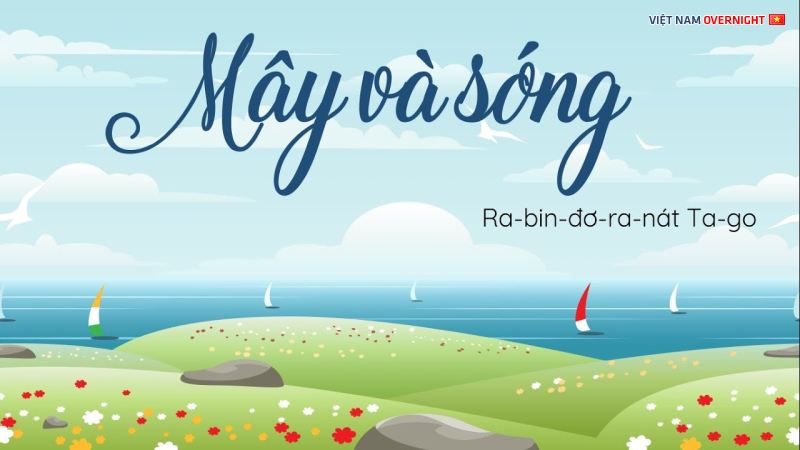 VIỆT NAM OVERNIGHT
Mây và sóng
Ra-bin-đơ-ra-nát Ta-go